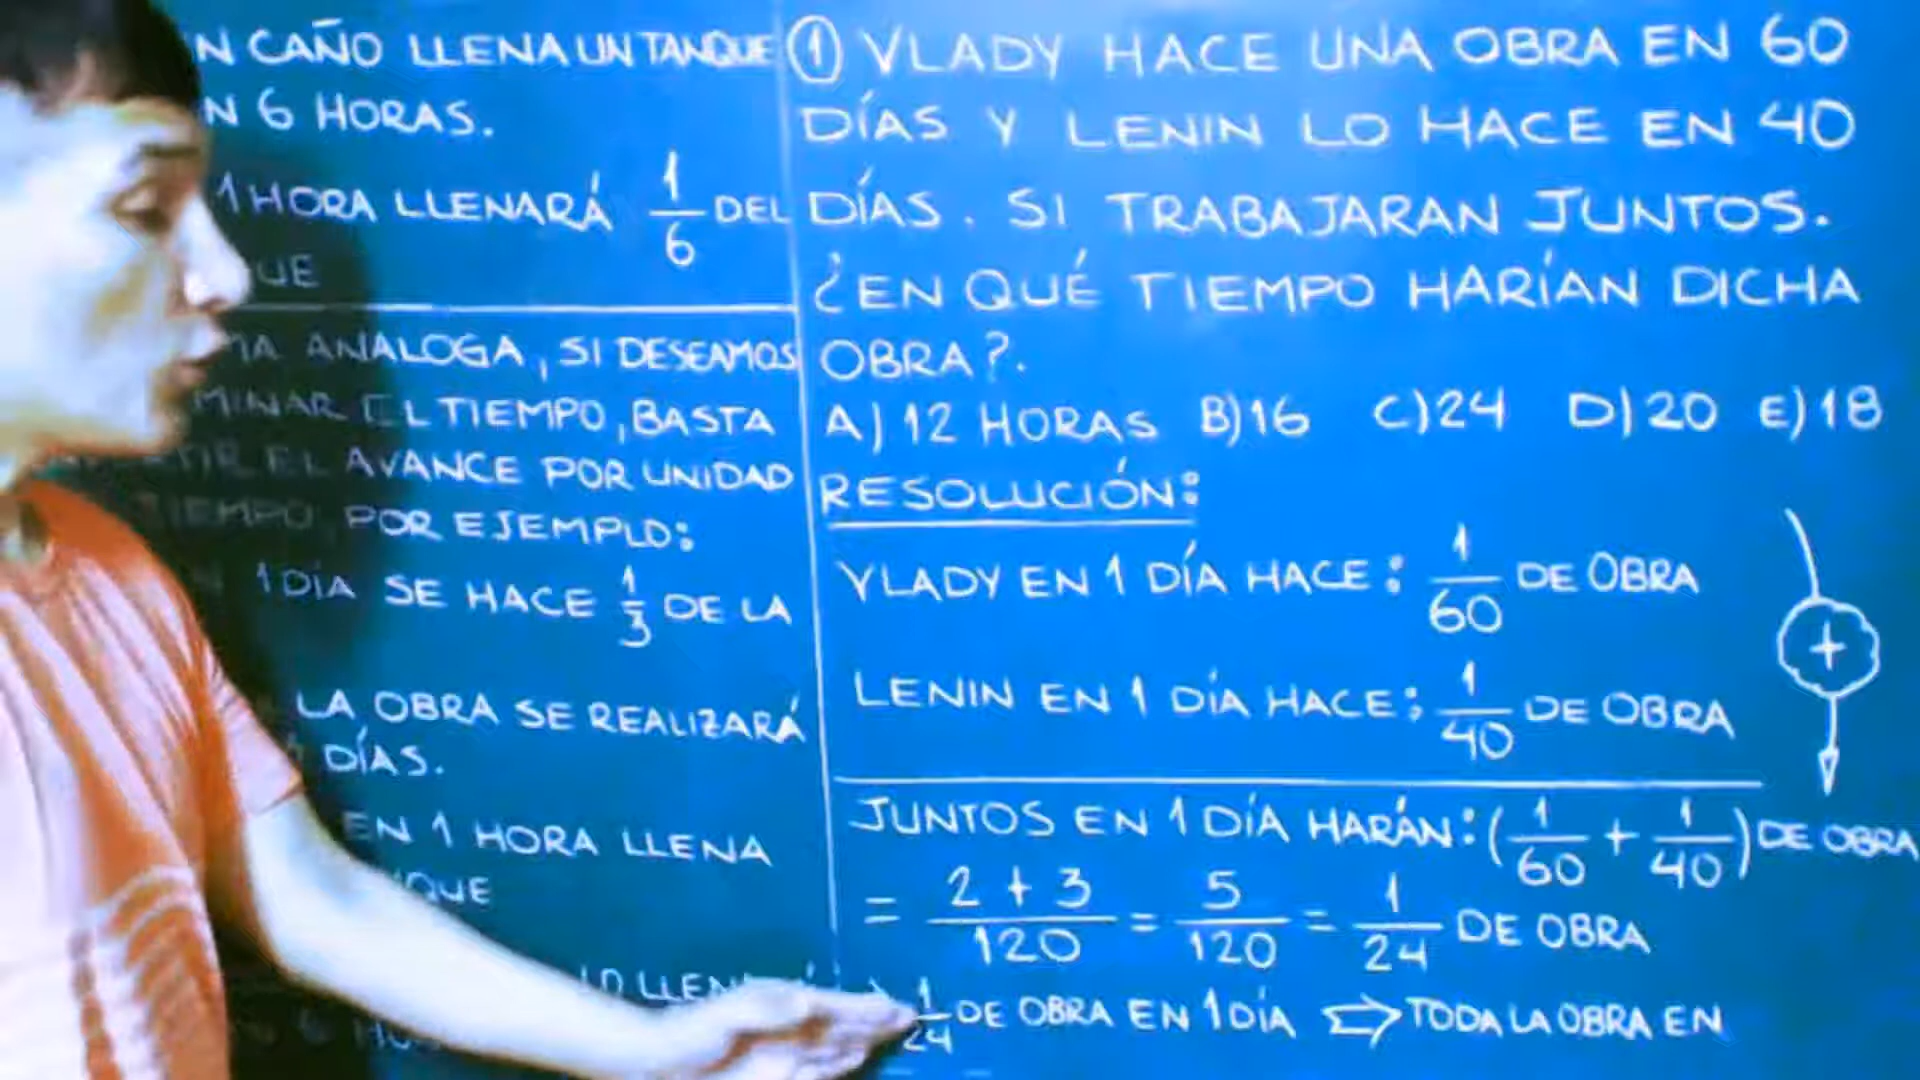 N CAÑO LLENA UN TANQUE
N 6 HORAS.
1 HORA LLENARÁ 1/6 DEL
UE
MA ANALOGA, SI DESEAMOS
MINAR EL TIEMPO, BASTA
TIR EL AVANCE POR UNIDAD
TIEMPO, POR EJEMPLO:
N 1 DIA SE HACE 1/3 DE LA
LA OBRA SE REALIZARÁ
DÍAS.
EN 1 HORA LLENA
QUE
LO LLEN
① VLADY HACE UNA OBRA EN 60
DÍAS Y LENIN LO HACE EN 40
DÍAS. SI TRABAJARAN JUNTOS.
¿EN QUÉ TIEMPO HARÍAN DICHA
OBRA?.
A) 12 HORAS B) 16 C) 24 D) 20 E) 18
RESOLUCIÓN:
VLADY EN 1 DÍA HACE: 1/60 DE OBRA
LENIN EN 1 DÍA HACE: 1/40 DE OBRA
+
JUNTOS EN 1 DÍA HARÁN: (1/60 + 1/40) DE OBRA
= 2 + 3/120 = 5/120 = 1/24 DE OBRA
1/24 DE OBRA EN 1 DÍA ⇨ TODA LA OBRA EN